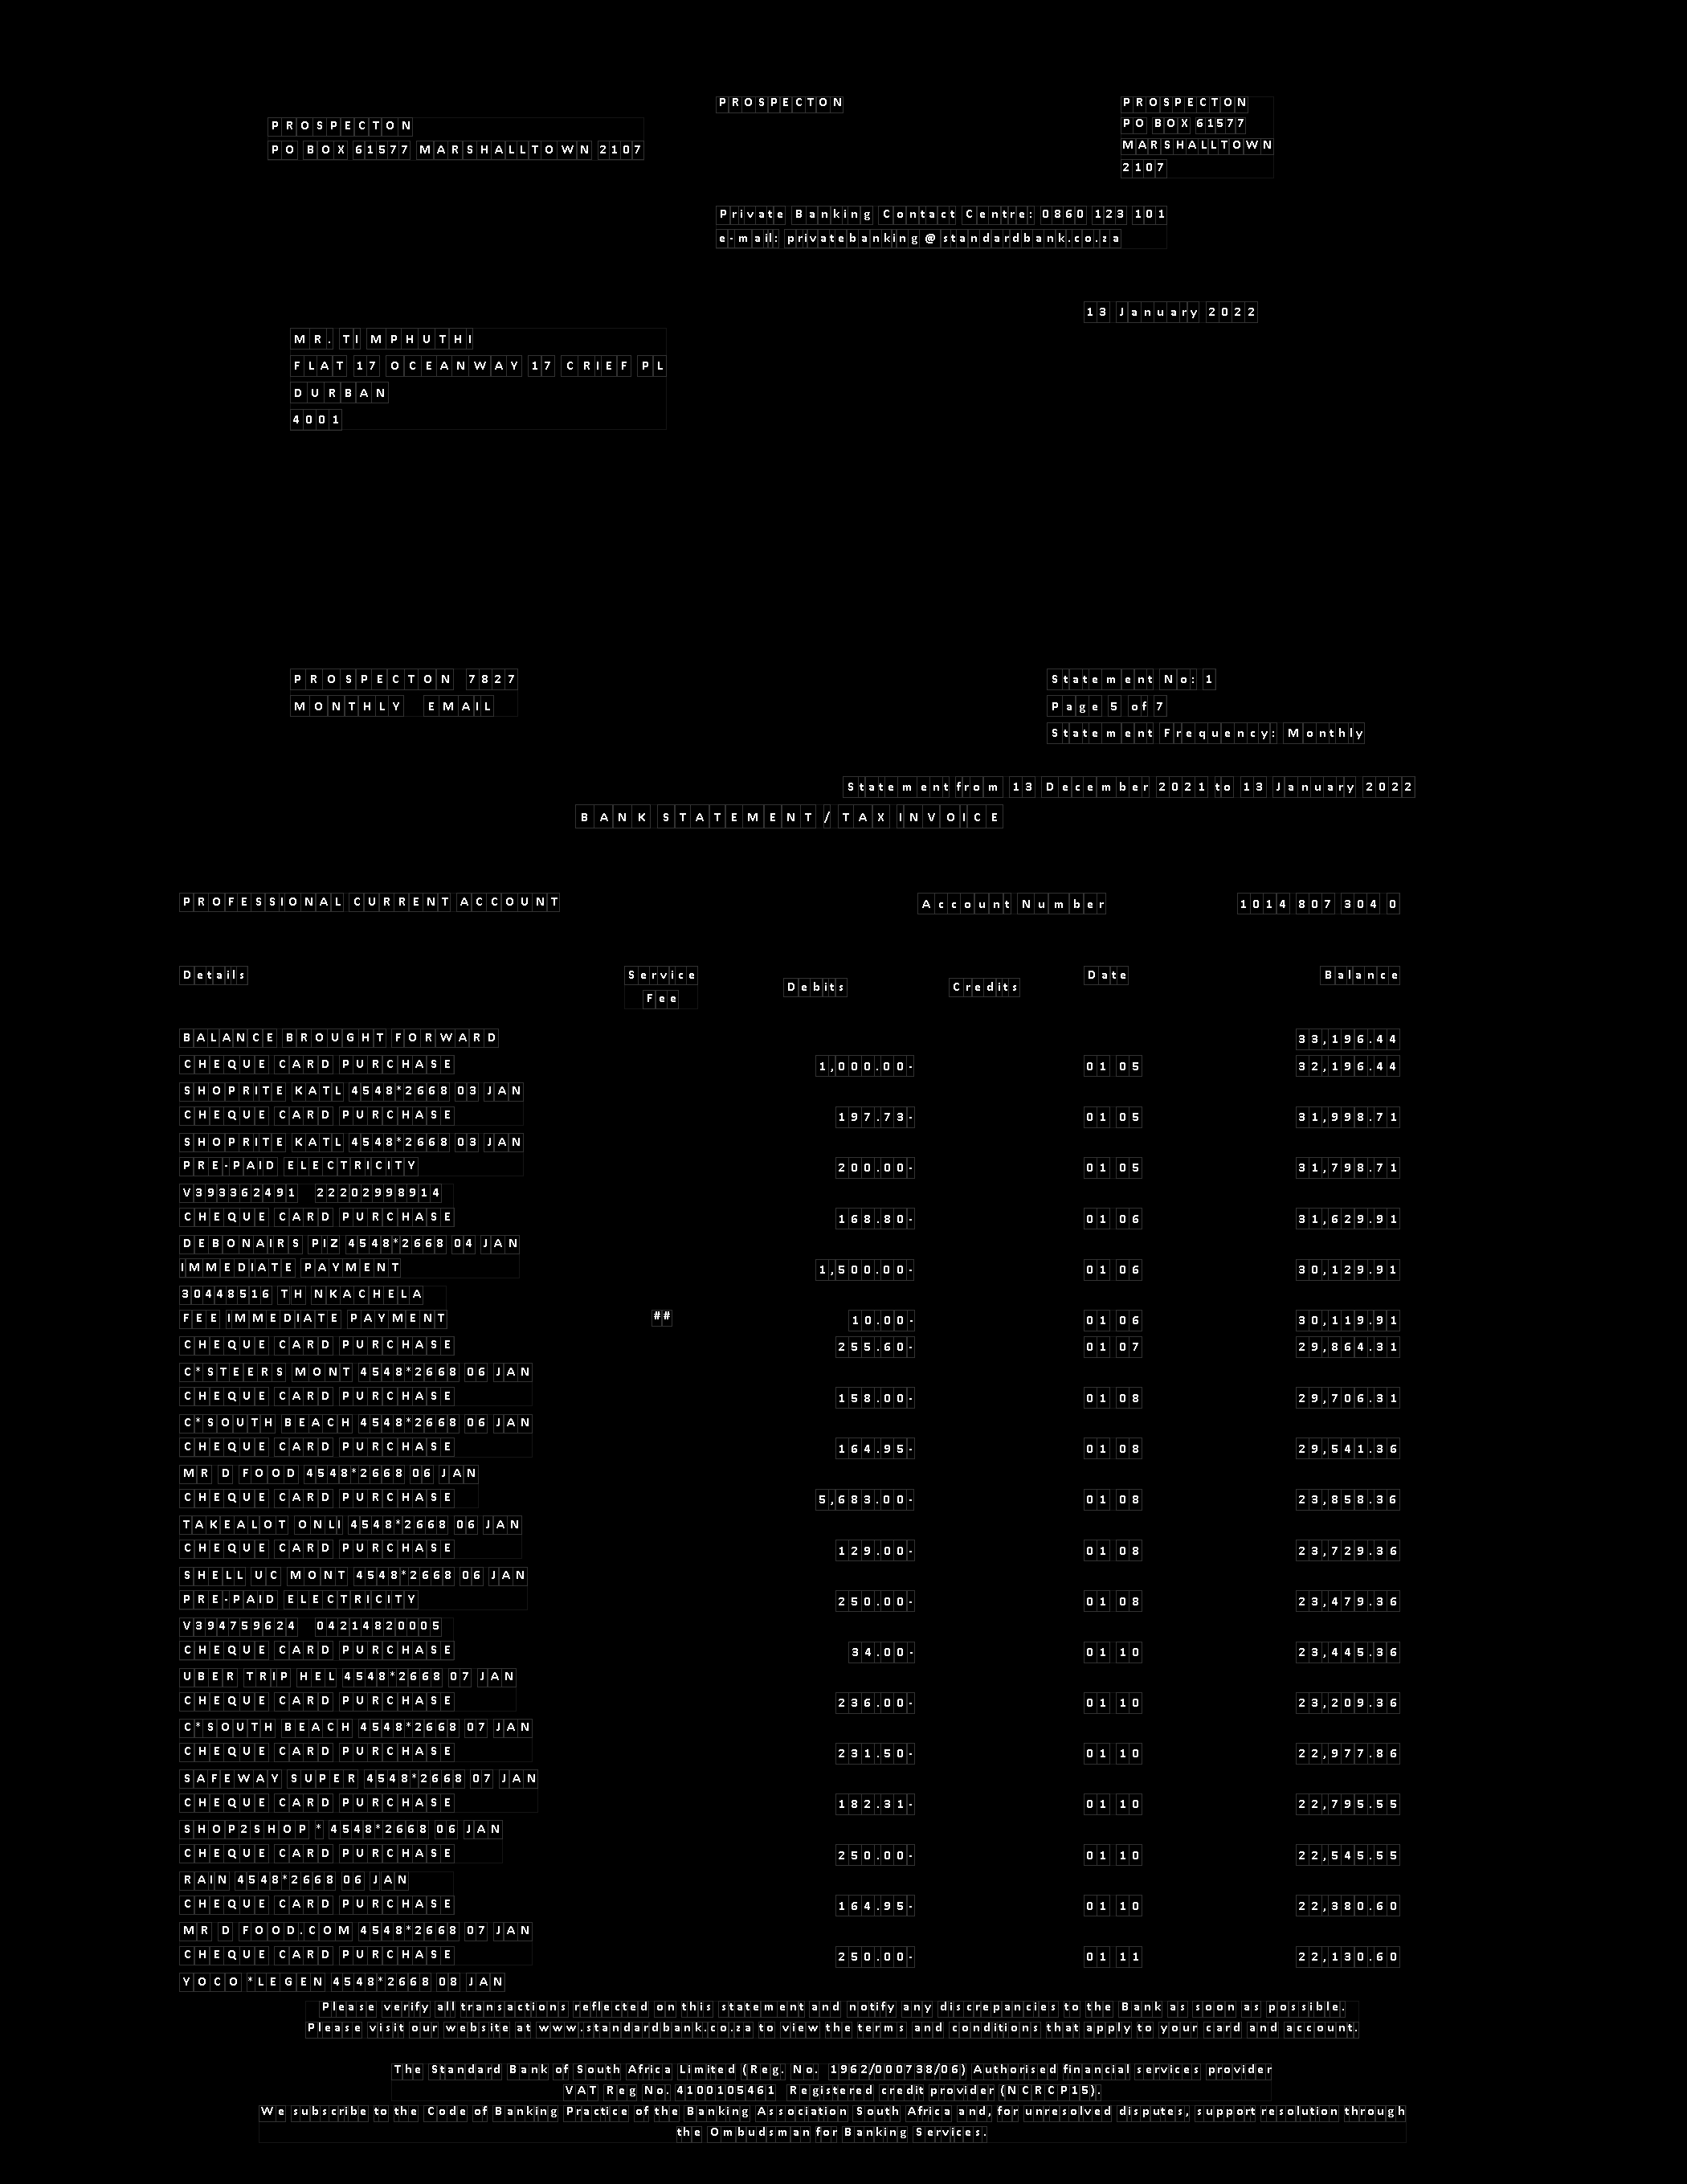 PROSPECTON
PO BOX 61577 MARSHALLTOWN 2107
PROSPECTON
PROSPECTON
PO BOX 61577
MARSHALLTOWN
2107
Private Banking Contact Centre: 0860 123 101
e-mail: privatebanking@standardbank.co.za
13 January 2022
MR. TI MPHUTHI
FLAT 17 OCEANWAY 17 CRIEF PL
DURBAN
4001
PROSPECTON 7827
MONTHLY EMAIL
Statement No: 1
Page 5 of 7
Statement Frequency: Monthly
Statement from 13 December 2021 to 13 January 2022
BANK STATEMENT / TAX INVOICE
PROFESSIONAL CURRENT ACCOUNT Account Number 1014 807 304 0
Details Service Fee Debits Credits Date Balance
BALANCE BROUGHT FORWARD 33,196.44
CHEQUE CARD PURCHASE 1,000.00- 01 05 32,196.44
SHOPRITE KATL 4548*2668 03 JAN
CHEQUE CARD PURCHASE 197.73- 01 05 31,998.71
SHOPRITE KATL 4548*2668 03 JAN
PRE-PAID ELECTRICITY 200.00- 01 05 31,798.71
V393362491 22202998914
CHEQUE CARD PURCHASE 168.80- 01 06 31,629.91
DEBONAIRS PIZ 4548*2668 04 JAN
IMMEDIATE PAYMENT 1,500.00- 01 06 30,129.91
30448516 TH NKACHELA
FEE IMMEDIATE PAYMENT ## 10.00- 01 06 30,119.91
CHEQUE CARD PURCHASE 255.60- 01 07 29,864.31
C*STEERS MONT 4548*2668 06 JAN
CHEQUE CARD PURCHASE 158.00- 01 08 29,706.31
C*SOUTH BEACH 4548*2668 06 JAN
CHEQUE CARD PURCHASE 164.95- 01 08 29,541.36
MR D FOOD 4548*2668 06 JAN
CHEQUE CARD PURCHASE 5,683.00- 01 08 23,858.36
TAKEALOT ONLI 4548*2668 06 JAN
CHEQUE CARD PURCHASE 129.00- 01 08 23,729.36
SHELL UC MONT 4548*2668 06 JAN
PRE-PAID ELECTRICITY 250.00- 01 08 23,479.36
V394759624 04214820005
CHEQUE CARD PURCHASE 34.00- 01 10 23,445.36
UBER TRIP HEL 4548*2668 07 JAN
CHEQUE CARD PURCHASE 236.00- 01 10 23,209.36
C*SOUTH BEACH 4548*2668 07 JAN
CHEQUE CARD PURCHASE 231.50- 01 10 22,977.86
SAFEWAY SUPER 4548*2668 07 JAN
CHEQUE CARD PURCHASE 182.31- 01 10 22,795.55
SHOP2SHOP * 4548*2668 06 JAN
CHEQUE CARD PURCHASE 250.00- 01 10 22,545.55
RAIN 4548*2668 06 JAN
CHEQUE CARD PURCHASE 164.95- 01 10 22,380.60
MR D FOOD.COM 4548*2668 07 JAN
CHEQUE CARD PURCHASE 250.00- 01 11 22,130.60
YOCO *LEGEN 4548*2668 08 JAN
Please verify all transactions reflected on this statement and notify any discrepancies to the Bank as soon as possible.
Please visit our website at www.standardbank.co.za to view the terms and conditions that apply to your card and account.
The Standard Bank of South Africa Limited (Reg. No. 1962/000738/06) Authorised financial services provider
VAT Reg No. 4100105461 Registered credit provider (NCRCP15).
We subscribe to the Code of Banking Practice of the Banking Association South Africa and, for unresolved disputes, support resolution through
the Ombudsman for Banking Services.